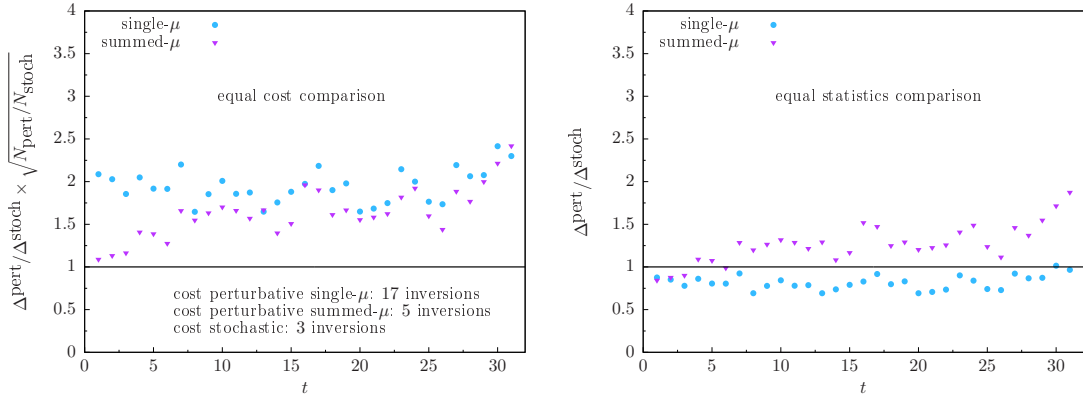 single-μ
summed-μ
equal cost comparison
cost perturbative single-μ: 17 inversions
cost perturbative summed-μ: 5 inversions
cost stochastic: 3 inversions
Δ^pert/Δ^stoch × √N_pert/N_stoch
4
3.5
3
2.5
2
1.5
1
0.5
0
0 5 10 15 20 25 30
t
single-μ
summed-μ
equal statistics comparison
Δ^pert/Δ^stoch
4
3.5
3
2.5
2
1.5
1
0.5
0
0 5 10 15 20 25 30
t